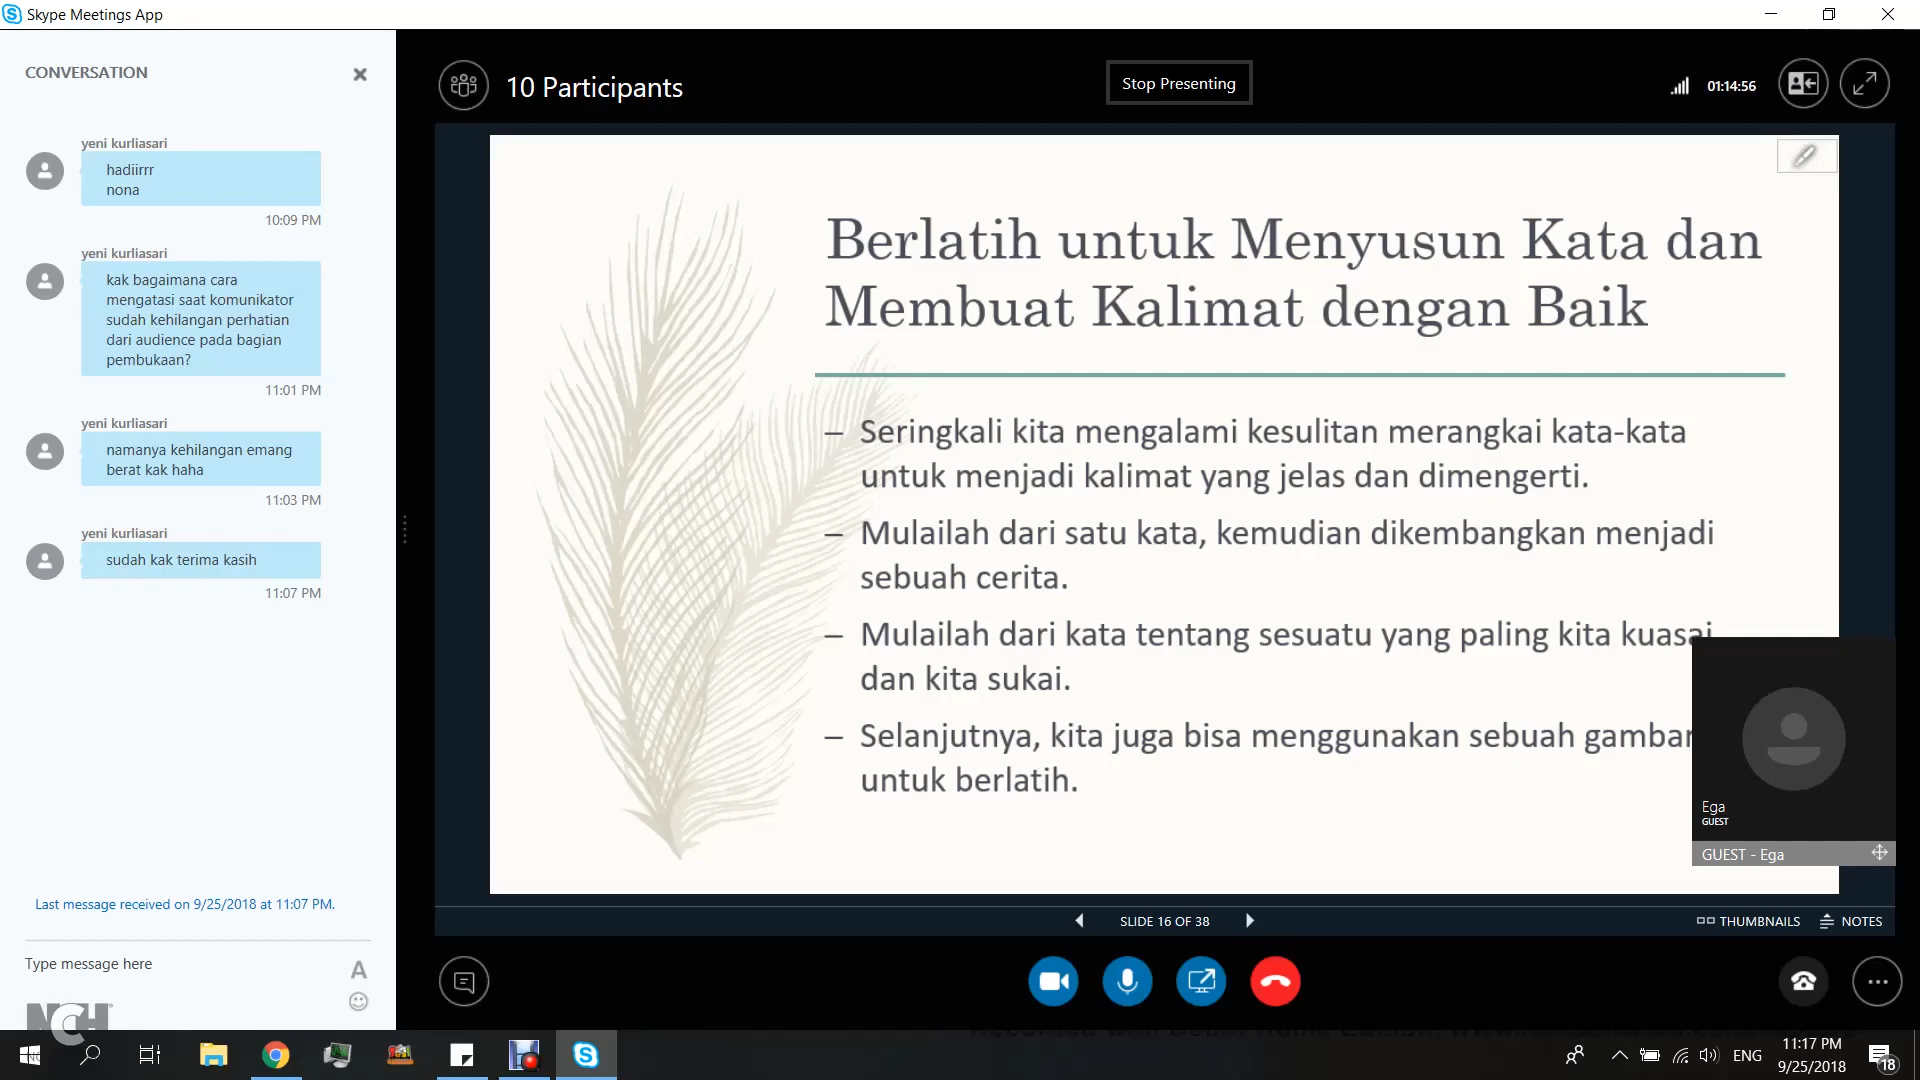 Skype Meetings App
CONVERSATION
yeni kurliasari
hadiirrr
nona
10:09 PM
yeni kurliasari
kak bagaimana cara
mengatasi saat komunikator
sudah kehilangan perhatian
dari audience pada bagian
pembukaan?
11:01 PM
yeni kurliasari
namanya kehilangan emang
berat kak haha
11:03 PM
yeni kurliasari
sudah kak terima kasih
11:07 PM
Last message received on 9/25/2018 at 11:07 PM.
Type message here
A
NCH
10 Participants
Stop Presenting
01:14:56
Berlatih untuk Menyusun Kata dan
Membuat Kalimat dengan Baik
– Seringkali kita mengalami kesulitan merangkai kata-kata
untuk menjadi kalimat yang jelas dan dimengerti.
– Mulailah dari satu kata, kemudian dikembangkan menjadi
sebuah cerita.
– Mulailah dari kata tentang sesuatu yang paling kita kuasai
dan kita sukai.
– Selanjutnya, kita juga bisa menggunakan sebuah gambar
untuk berlatih.
Ega
GUEST
GUEST - Ega
SLIDE 16 OF 38
THUMBNAILS
NOTES
ENG
11:17 PM
9/25/2018
18